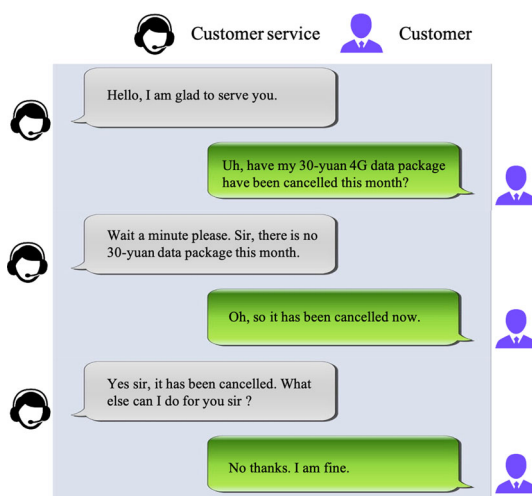 Customer service Customer
Hello, I am glad to serve you.
Uh, have my 30-yuan 4G data package
have been cancelled this month?
Wait a minute please. Sir, there is no
30-yuan data package this month.
Oh, so it has been cancelled now.
Yes sir, it has been cancelled. What
else can I do for you sir ?
No thanks. I am fine.